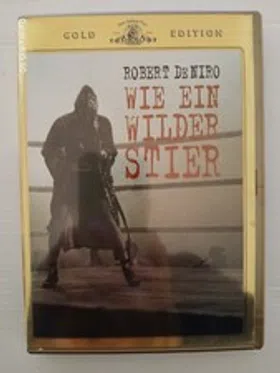 GOLD EDITION
ROBERT DE NIRO
WIE EIN
WILDER
STIER